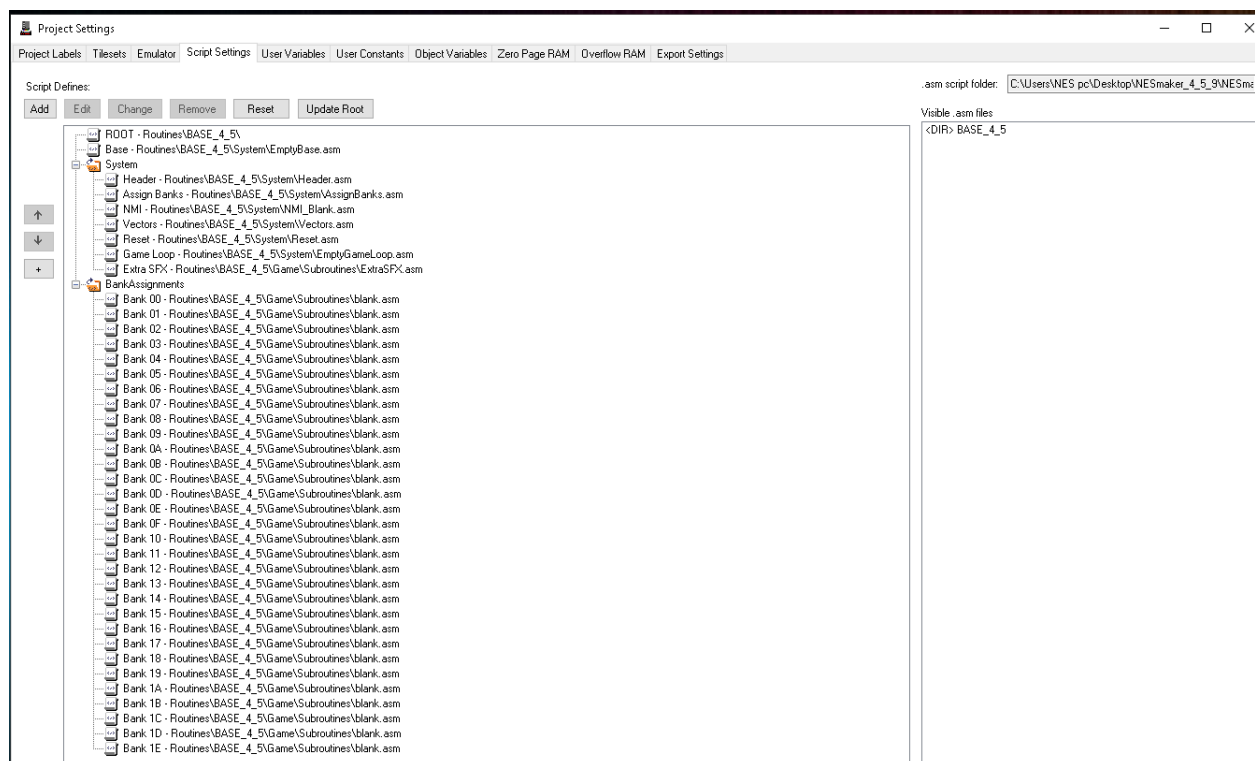 Project Settings
Project Labels Tilesets Emulator Script Settings User Variables User Constants Object Variables Zero Page RAM Overflow RAM Export Settings
Script Defines:
Add Edit Change Remove Reset Update Root
ROOT - Routines\BASE_4_5\
Base - Routines\BASE_4_5\System\EmptyBase.asm
System
Header - Routines\BASE_4_5\System\Header.asm
Assign Banks - Routines\BASE_4_5\System\AssignBanks.asm
NMI - Routines\BASE_4_5\System\NMI_Blank.asm
Vectors - Routines\BASE_4_5\System\Vectors.asm
Reset - Routines\BASE_4_5\System\Reset.asm
Game Loop - Routines\BASE_4_5\System\EmptyGameLoop.asm
Extra SFX - Routines\BASE_4_5\Game\Subroutines\ExtraSFX.asm
BankAssignments
Bank 00 - Routines\BASE_4_5\Game\Subroutines\blank.asm
Bank 01 - Routines\BASE_4_5\Game\Subroutines\blank.asm
Bank 02 - Routines\BASE_4_5\Game\Subroutines\blank.asm
Bank 03 - Routines\BASE_4_5\Game\Subroutines\blank.asm
Bank 04 - Routines\BASE_4_5\Game\Subroutines\blank.asm
Bank 05 - Routines\BASE_4_5\Game\Subroutines\blank.asm
Bank 06 - Routines\BASE_4_5\Game\Subroutines\blank.asm
Bank 07 - Routines\BASE_4_5\Game\Subroutines\blank.asm
Bank 08 - Routines\BASE_4_5\Game\Subroutines\blank.asm
Bank 09 - Routines\BASE_4_5\Game\Subroutines\blank.asm
Bank 0A - Routines\BASE_4_5\Game\Subroutines\blank.asm
Bank 0B - Routines\BASE_4_5\Game\Subroutines\blank.asm
Bank 0C - Routines\BASE_4_5\Game\Subroutines\blank.asm
Bank 0D - Routines\BASE_4_5\Game\Subroutines\blank.asm
Bank 0E - Routines\BASE_4_5\Game\Subroutines\blank.asm
Bank 0F - Routines\BASE_4_5\Game\Subroutines\blank.asm
Bank 10 - Routines\BASE_4_5\Game\Subroutines\blank.asm
Bank 11 - Routines\BASE_4_5\Game\Subroutines\blank.asm
Bank 12 - Routines\BASE_4_5\Game\Subroutines\blank.asm
Bank 13 - Routines\BASE_4_5\Game\Subroutines\blank.asm
Bank 14 - Routines\BASE_4_5\Game\Subroutines\blank.asm
Bank 15 - Routines\BASE_4_5\Game\Subroutines\blank.asm
Bank 16 - Routines\BASE_4_5\Game\Subroutines\blank.asm
Bank 17 - Routines\BASE_4_5\Game\Subroutines\blank.asm
Bank 18 - Routines\BASE_4_5\Game\Subroutines\blank.asm
Bank 19 - Routines\BASE_4_5\Game\Subroutines\blank.asm
Bank 1A - Routines\BASE_4_5\Game\Subroutines\blank.asm
Bank 1B - Routines\BASE_4_5\Game\Subroutines\blank.asm
Bank 1C - Routines\BASE_4_5\Game\Subroutines\blank.asm
Bank 1D - Routines\BASE_4_5\Game\Subroutines\blank.asm
Bank 1E - Routines\BASE_4_5\Game\Subroutines\blank.asm
.asm script folder: C:\Users\NES pc\Desktop\NESmaker_4_5_9\NESma
Visible .asm files
<DIR> BASE_4_5